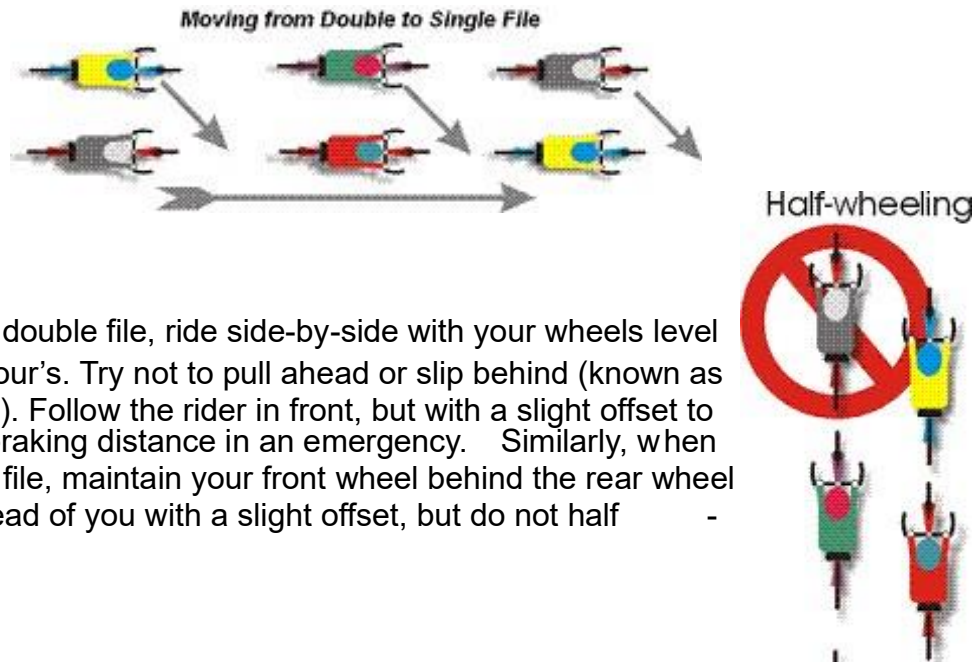 Moving from Double to Single File
Half-wheeling
double file, ride side-by-side with your wheels level
our's. Try not to pull ahead or slip behind (known as
). Follow the rider in front, but with a slight offset to
raking distance in an emergency. Similarly, when
file, maintain your front wheel behind the rear wheel
ead of you with a slight offset, but do not half -